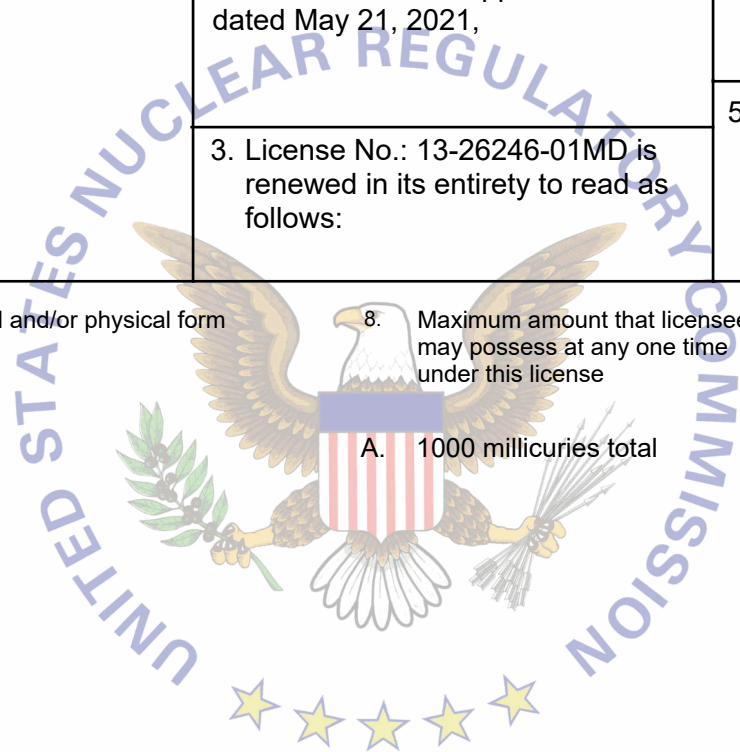 dated May 21, 2021,
5
3. License No.: 13-26246-01MD is
renewed in its entirety to read as
follows:
and/or physical form
8. Maximum amount that licensee
may possess at any one time
under this license
A. 1000 millicuries total
UNITED STATES NUCLEAR REGULATORY COMMISSION